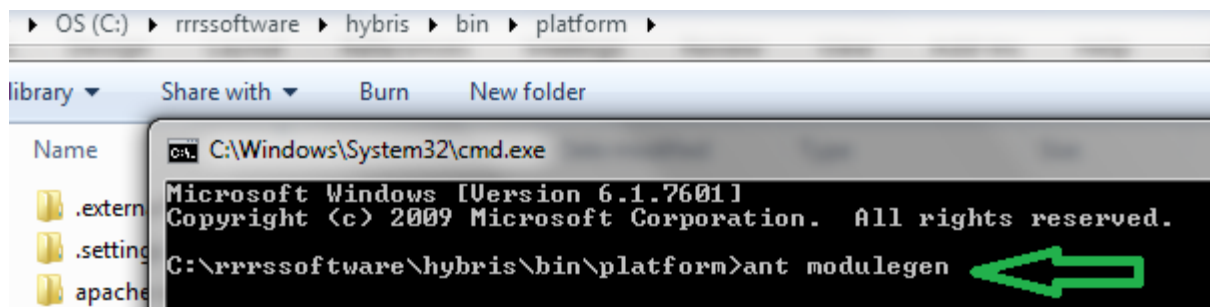 OS (C:) rrrssoftware hybris bin platform
library Share with Burn New folder
Name
C:\Windows\System32\cmd.exe
Microsoft Windows [Version 6.1.7601]
Copyright (c) 2009 Microsoft Corporation. All rights reserved.
.extern
.setting
C:\rrrssoftware\hybris\bin\platform>ant modulegen
apache